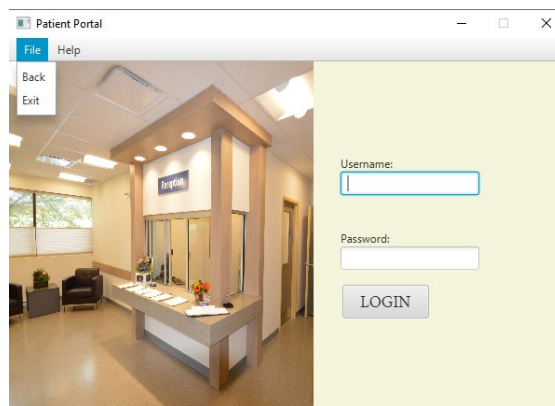 Patient Portal
File Help
Back
Exit
Reception
Username:
Password:
LOGIN